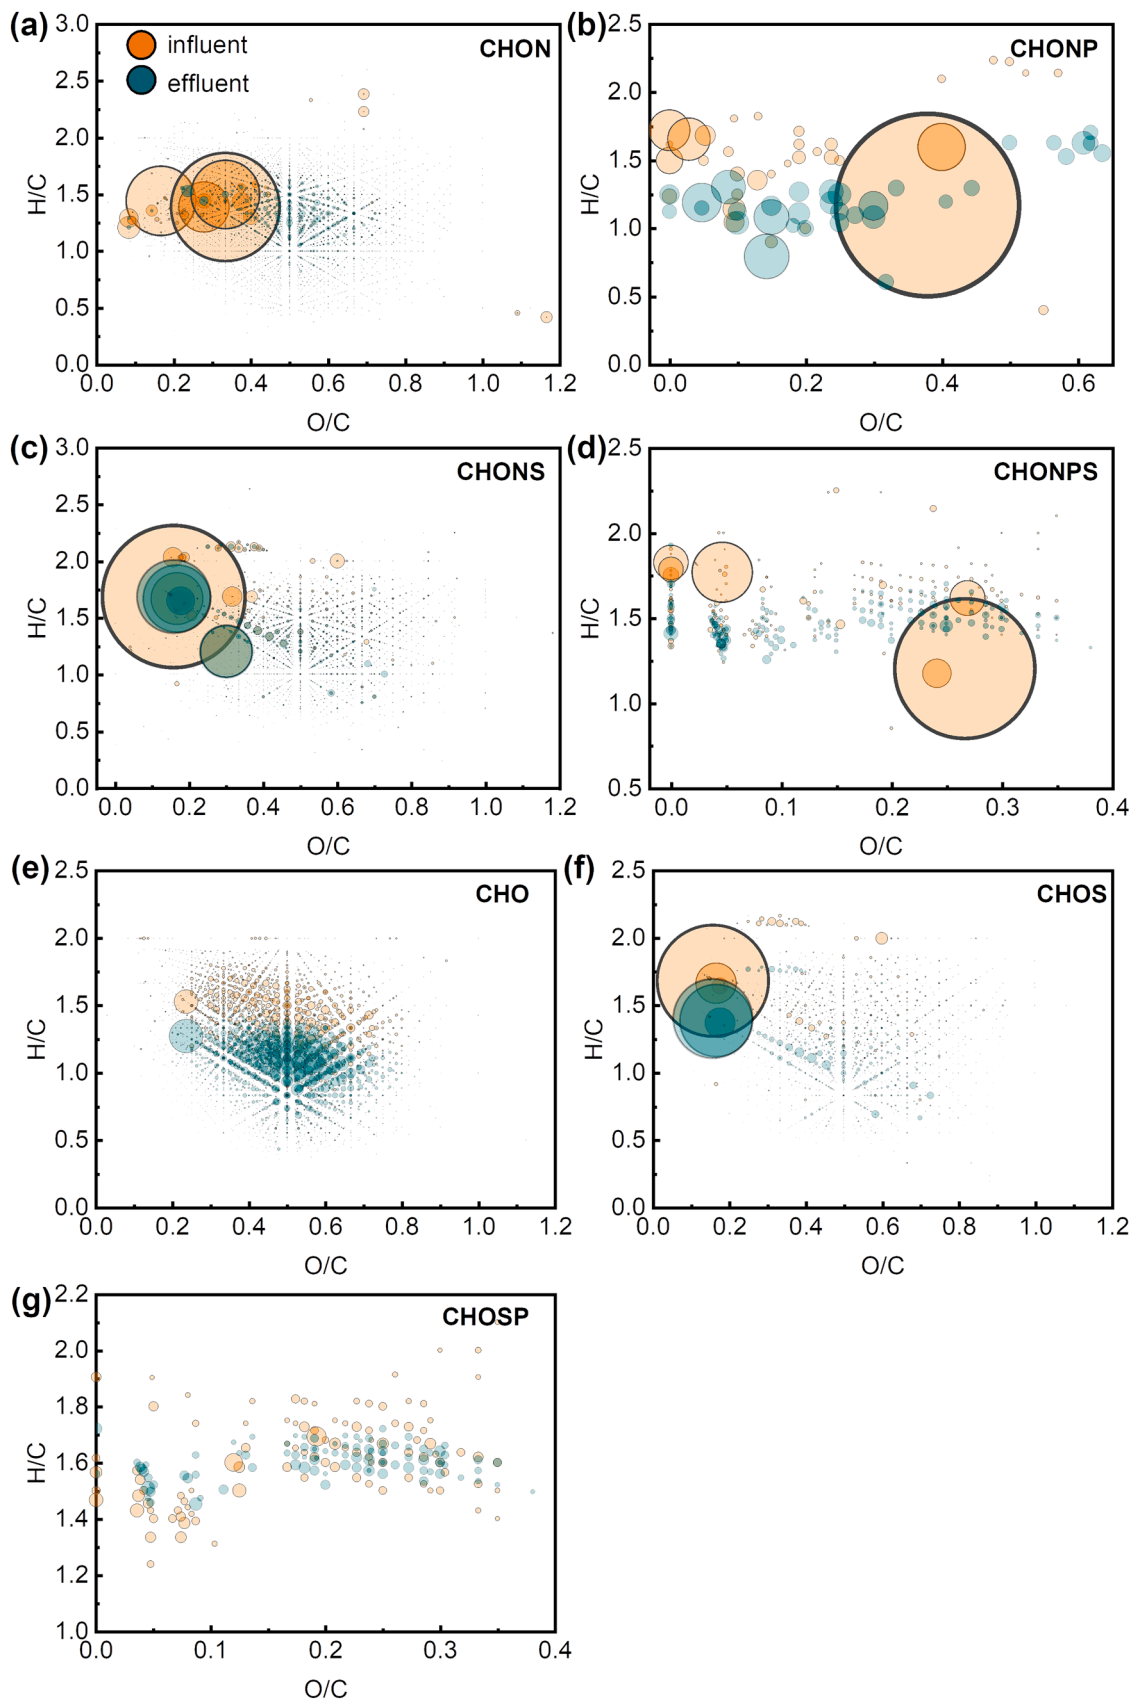 (a)
3.0
2.5
2.0
1.5
1.0
0.5
0.0
H/C
influent
effluent
CHON
0.0 0.2 0.4 0.6 0.8 1.0 1.2
O/C
(b)
2.5
2.0
1.5
1.0
0.5
0.0
H/C
CHONP
0.0 0.2 0.4 0.6
O/C
(c)
3.0
2.5
2.0
1.5
1.0
0.5
0.0
H/C
CHONS
0.0 0.2 0.4 0.6 0.8 1.0 1.2
O/C
(d)
2.5
2.0
1.5
1.0
0.5
H/C
CHONPS
0.0 0.1 0.2 0.3 0.4
O/C
(e)
2.5
2.0
1.5
1.0
0.5
0.0
H/C
CHO
0.0 0.2 0.4 0.6 0.8 1.0 1.2
O/C
(f)
2.5
2.0
1.5
1.0
0.5
0.0
H/C
CHOS
0.0 0.2 0.4 0.6 0.8 1.0 1.2
O/C
(g)
2.2
2.0
1.8
1.6
1.4
1.2
1.0
H/C
CHOSP
0.0 0.1 0.2 0.3 0.4
O/C